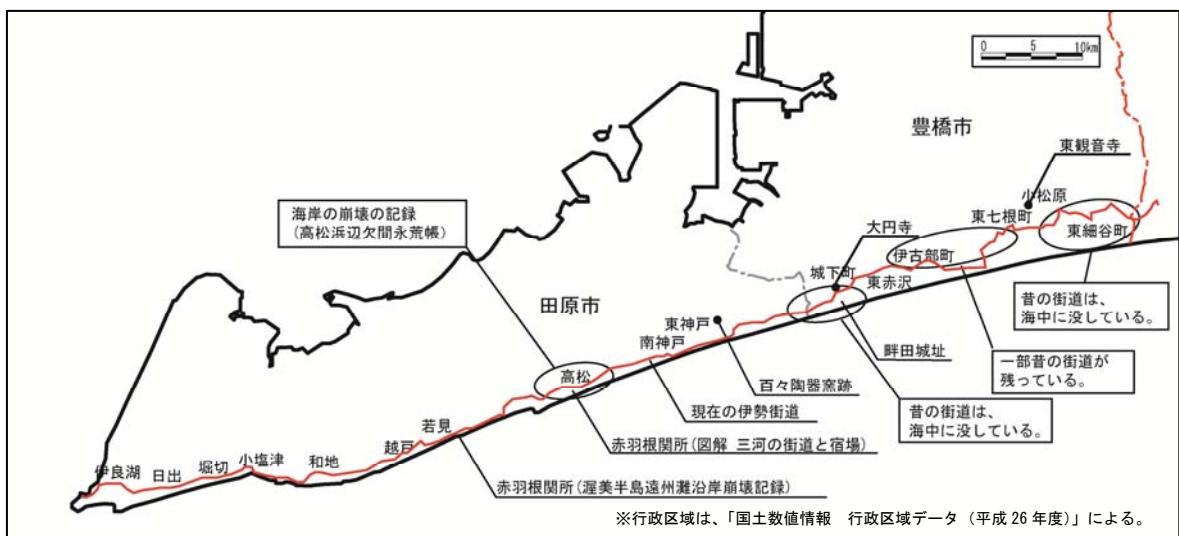 0 5 10km
豊橋市
東観音寺
小松原
海岸の崩壊の記録
(高松浜辺欠間永荒帳)
東七根町
大円寺
東細谷町
伊古部町
城下町
東赤沢
田原市
東神戸
昔の街道は、
海中に没している。
南神戸
畔田城址
高松
一部昔の街道が
残っている。
百々陶器窯跡
現在の伊勢街道
昔の街道は、
海中に没している。
若見
赤羽根関所(図解 三河の街道と宿場)
越戸
和地
小塩津
堀切
日出
伊良湖
赤羽根関所(渥美半島遠州灘沿岸崩壊記録)
※行政区域は、「国土数値情報 行政区域データ(平成26年度)」による。